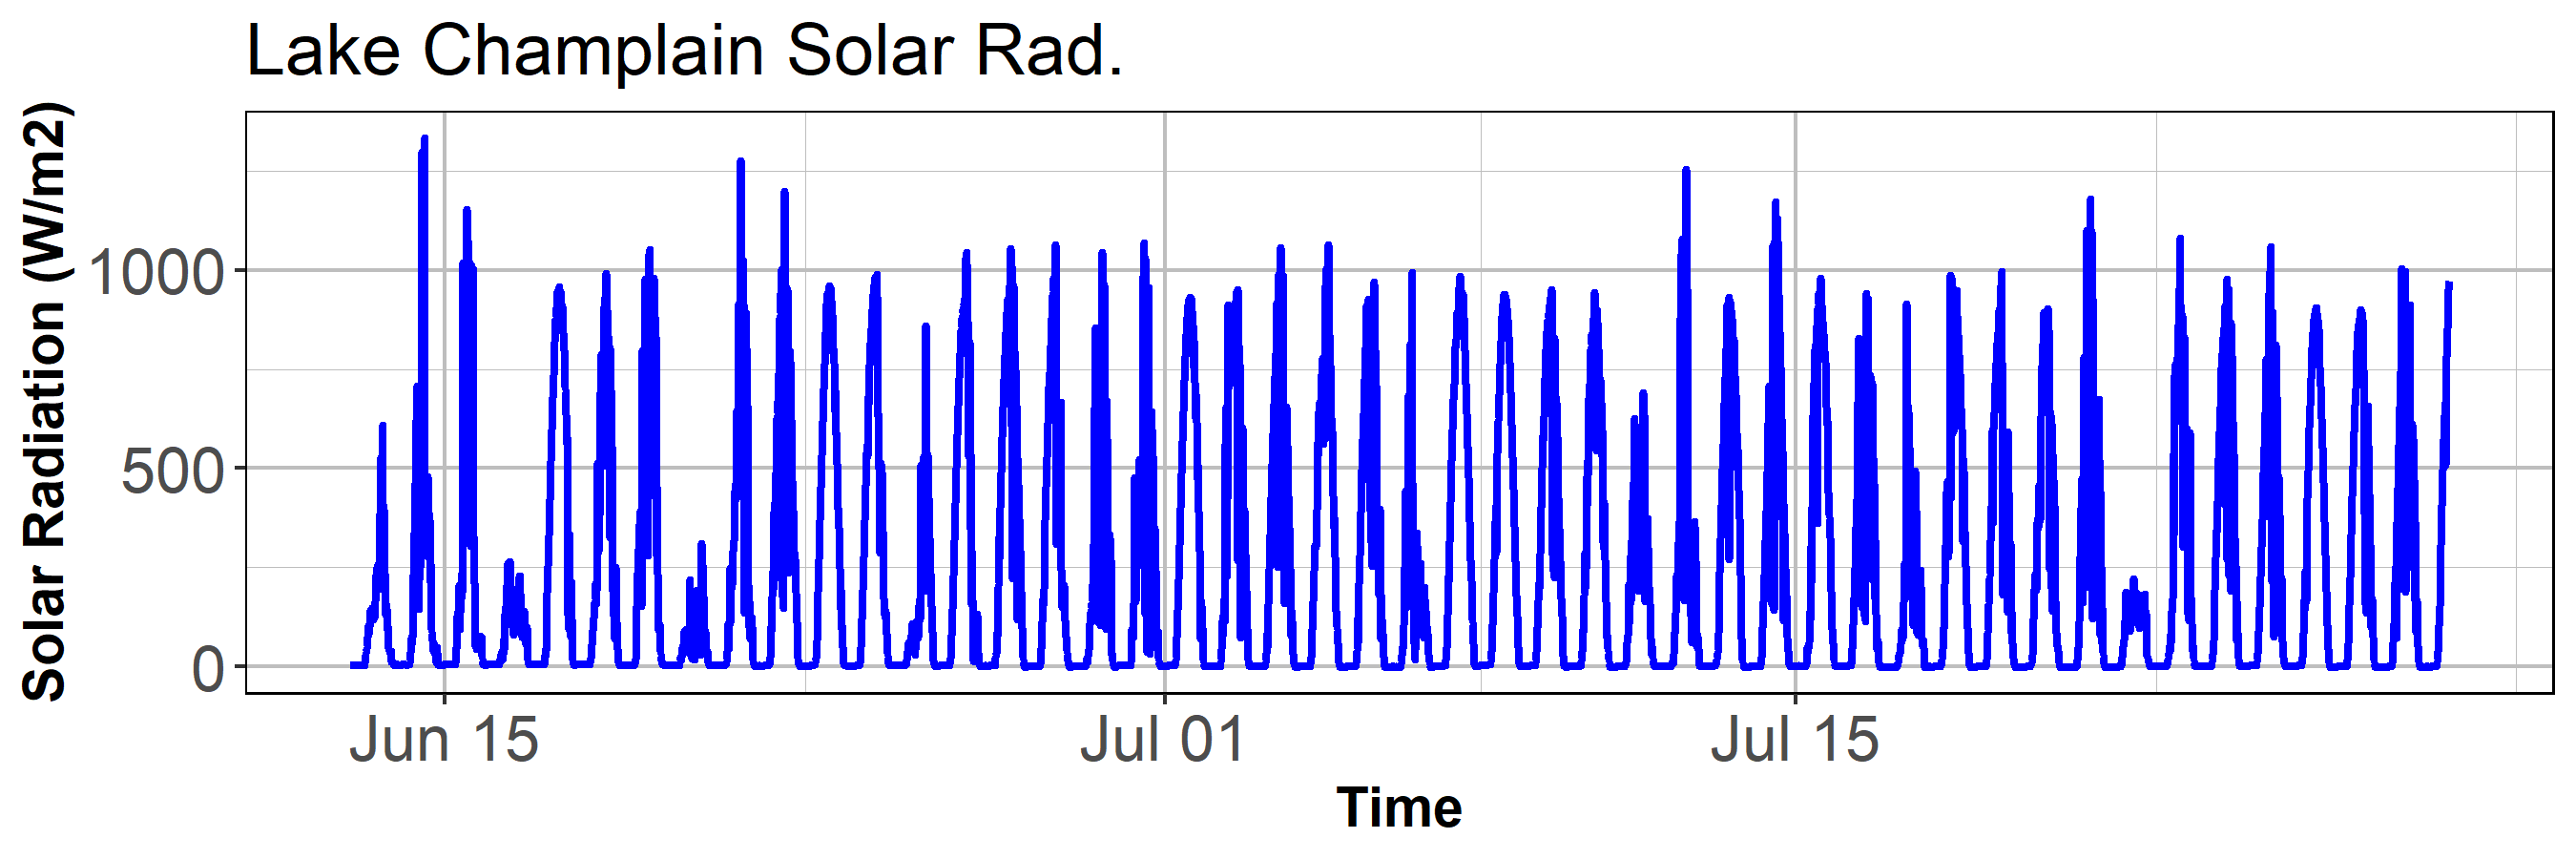 Lake Champlain Solar Rad.
Solar Radiation (W/m2)
1000
500
0
Jun 15
Jul 01
Jul 15
Time